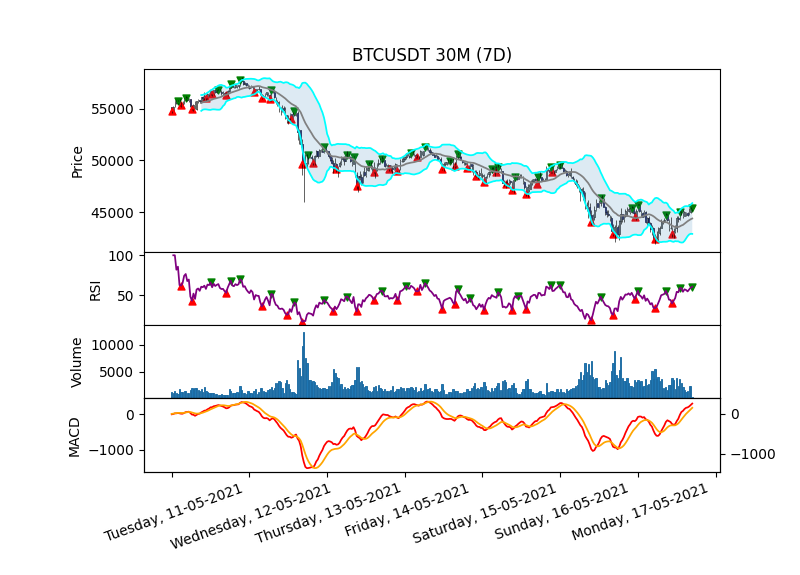 BTCUSDT 30M (7D)
Price
55000
50000
45000
RSI
100
50
Volume
10000
5000
MACD
0
−1000
0
−1000
Tuesday, 11-05-2021
Wednesday, 12-05-2021
Thursday, 13-05-2021
Friday, 14-05-2021
Saturday, 15-05-2021
Sunday, 16-05-2021
Monday, 17-05-2021